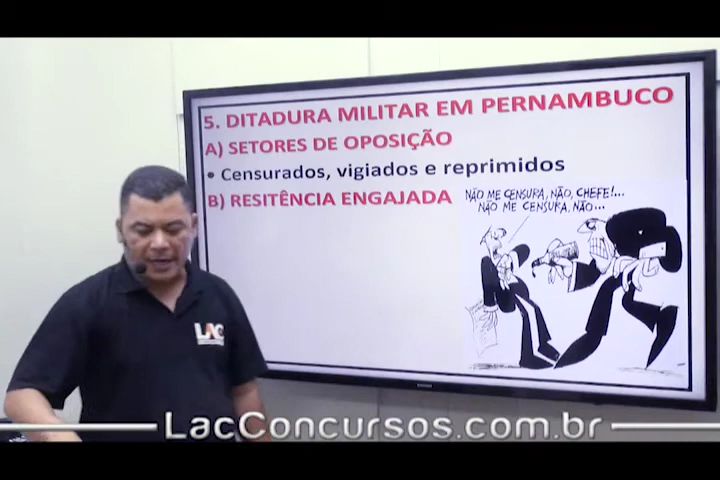 5. DITADURA MILITAR EM PERNAMBUCO
A) SETORES DE OPOSIÇÃO
• Censurados, vigiados e reprimidos
B) RESITÊNCIA ENGAJADA
NÃO ME CENSURA, NÃO, CHEFE!...
NÃO ME CENSURA, NÃO...
LAC
LacConcursos.com.br